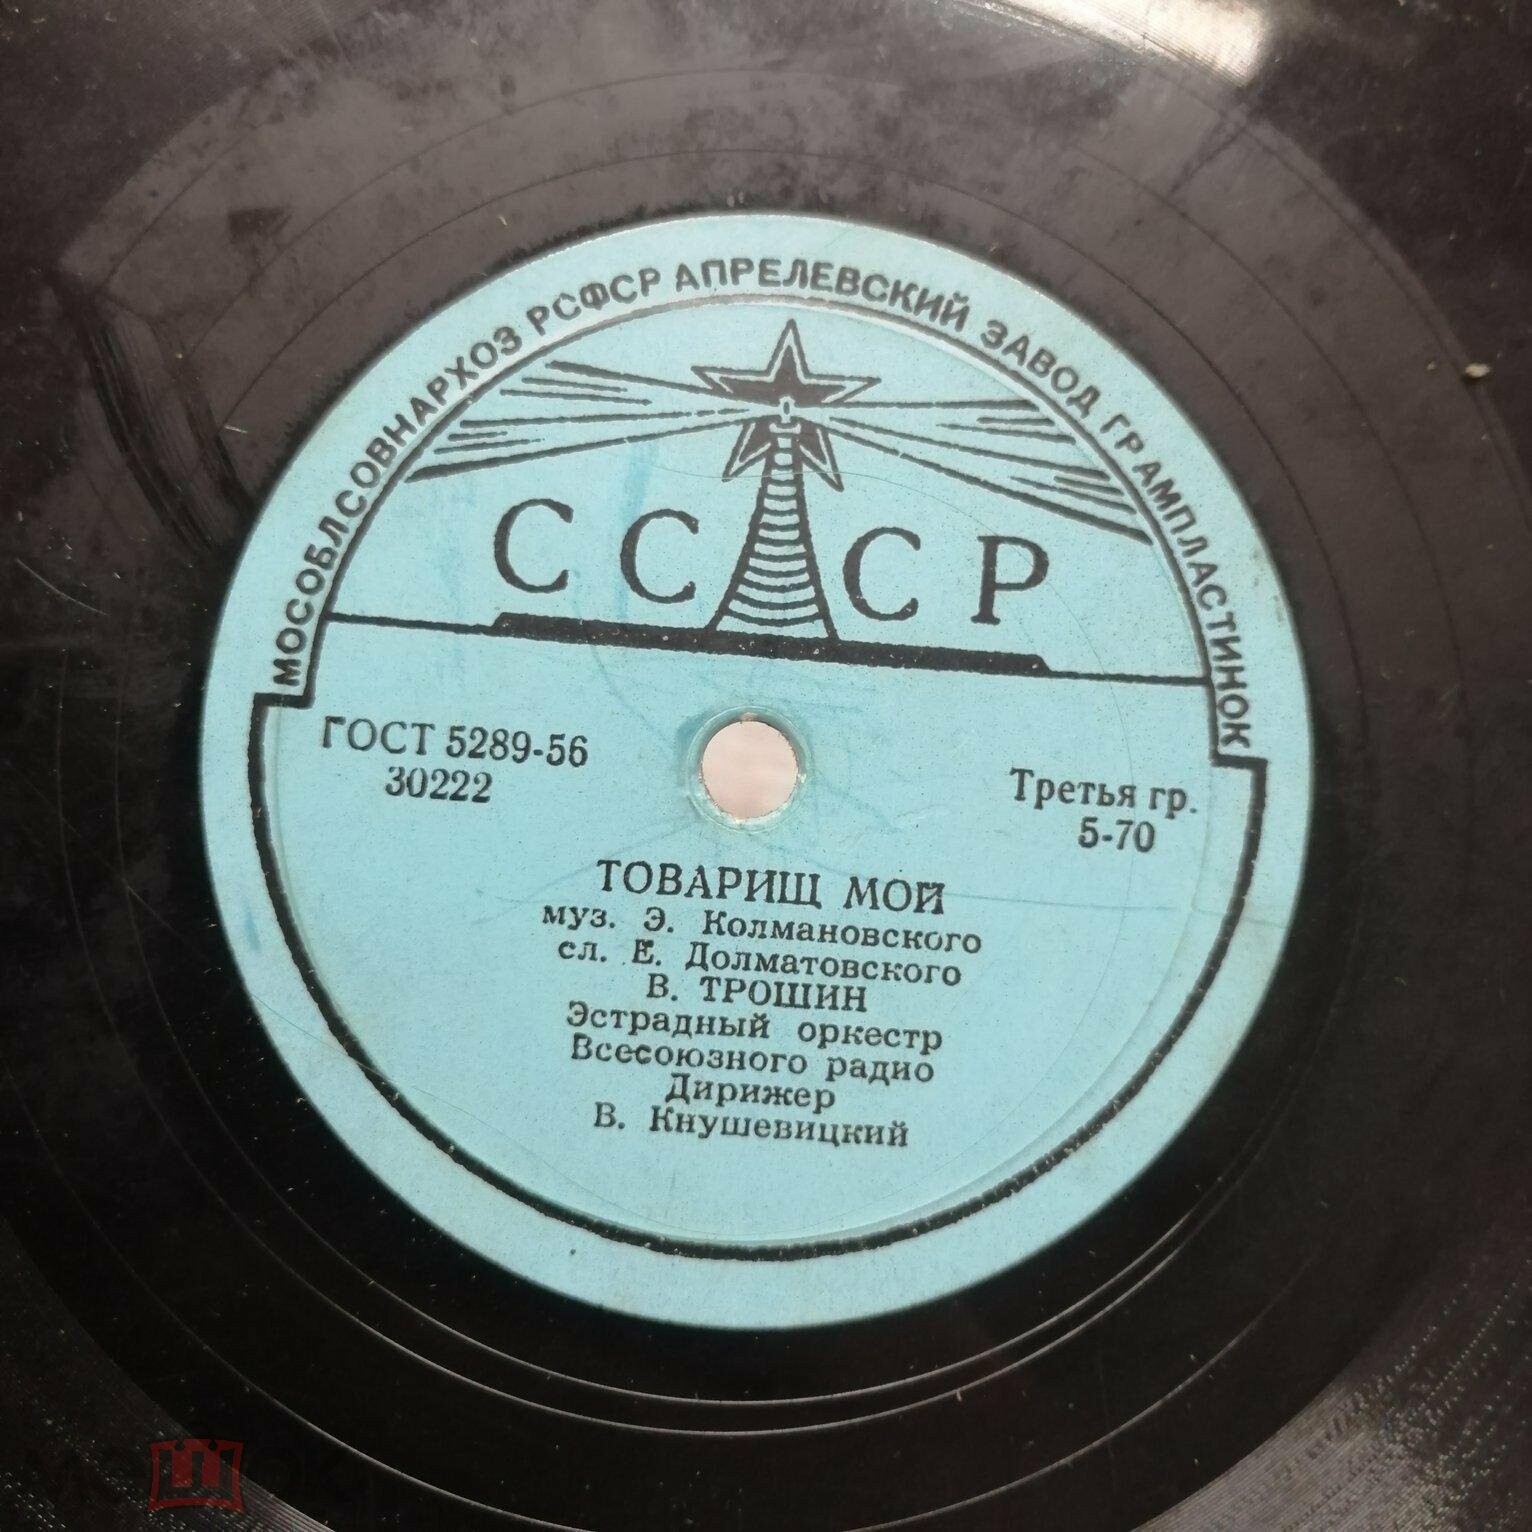 МОСОБЛСОВНАРХОЗ РСФСР АПРЕЛЕВСКИЙ ЗАВОД ГРАМПЛАСТИНОК
СССР
ГОСТ 5289-56
30222
Третья гр.
5-70
ТОВАРИЩ МОЙ
муз. Э. Колмановского
сл. Е. Долматовского
В. ТРОШИН
Эстрадный оркестр
Всесоюзного радио
Дирижер
В. Кнушевицкий